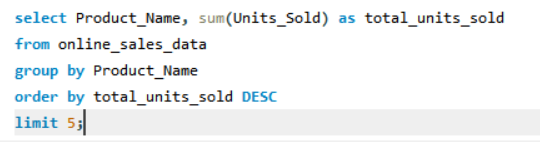 select Product_Name, sum(Units_Sold) as total_units_sold
from online_sales_data
group by Product_Name
order by total_units_sold DESC
limit 5;